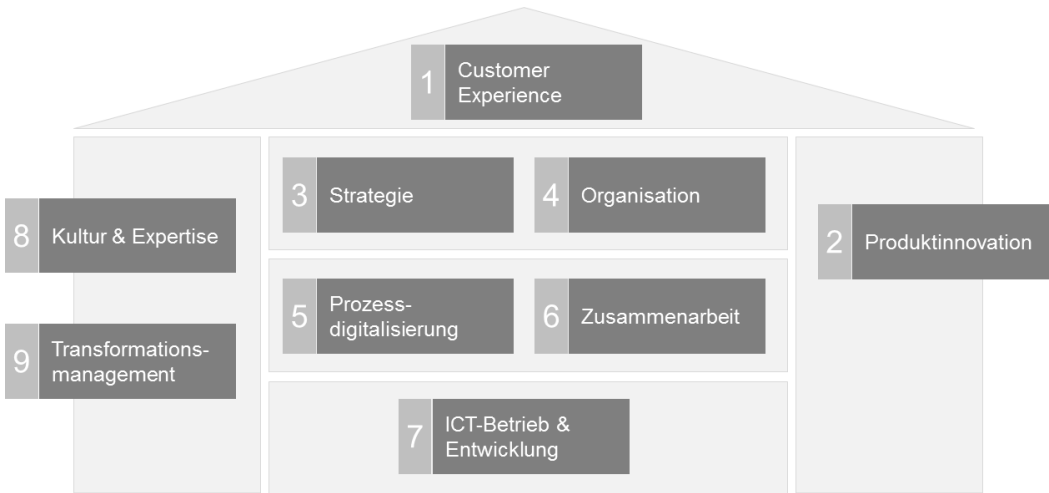 1 Customer
Experience
3 Strategie
4 Organisation
8 Kultur & Expertise
2 Produktinnovation
5 Prozess-
digitalisierung
6 Zusammenarbeit
9 Transformations-
management
7 ICT-Betrieb &
Entwicklung